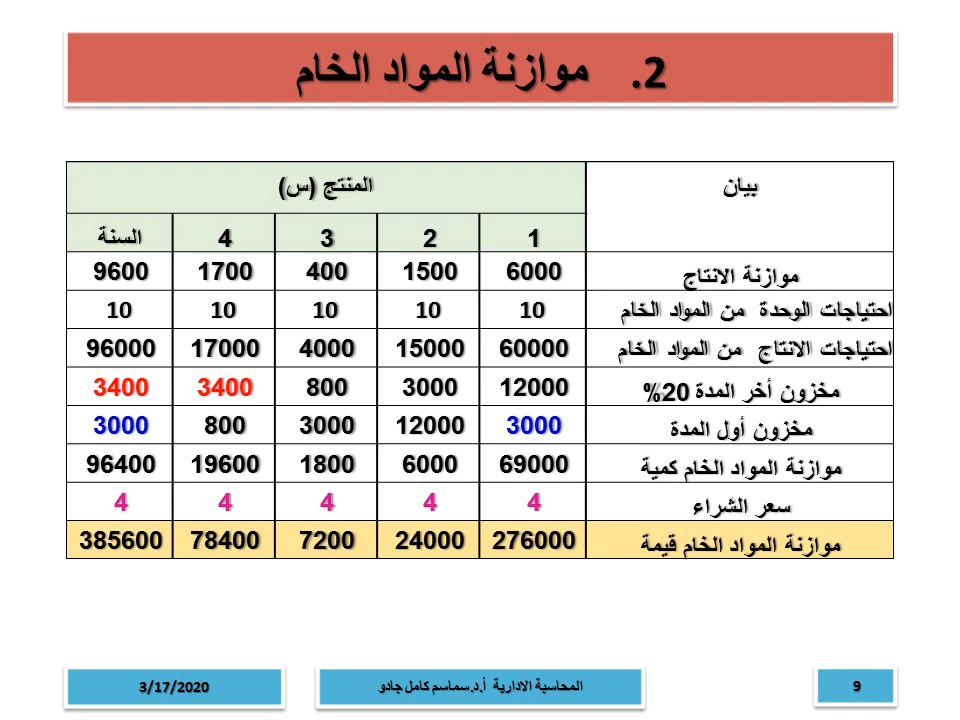 2. موازنة المواد الخام
بيان المنتج (س)
1 2 3 4 السنة
موازنة الانتاج 6000 1500 400 1700 9600
احتياجات الوحدة من المواد الخام 10 10 10 10 10
احتياجات الانتاج من المواد الخام 60000 15000 4000 17000 96000
مخزون أخر المدة 20% 12000 3000 800 3400 3400
مخزون أول المدة 3000 12000 3000 800 3000
موازنة المواد الخام كمية 69000 6000 1800 19600 96400
سعر الشراء 4 4 4 4 4
موازنة المواد الخام قيمة 276000 24000 7200 78400 385600
9 المحاسبة الادارية أ.د.سماسم كامل جادو 3/17/2020